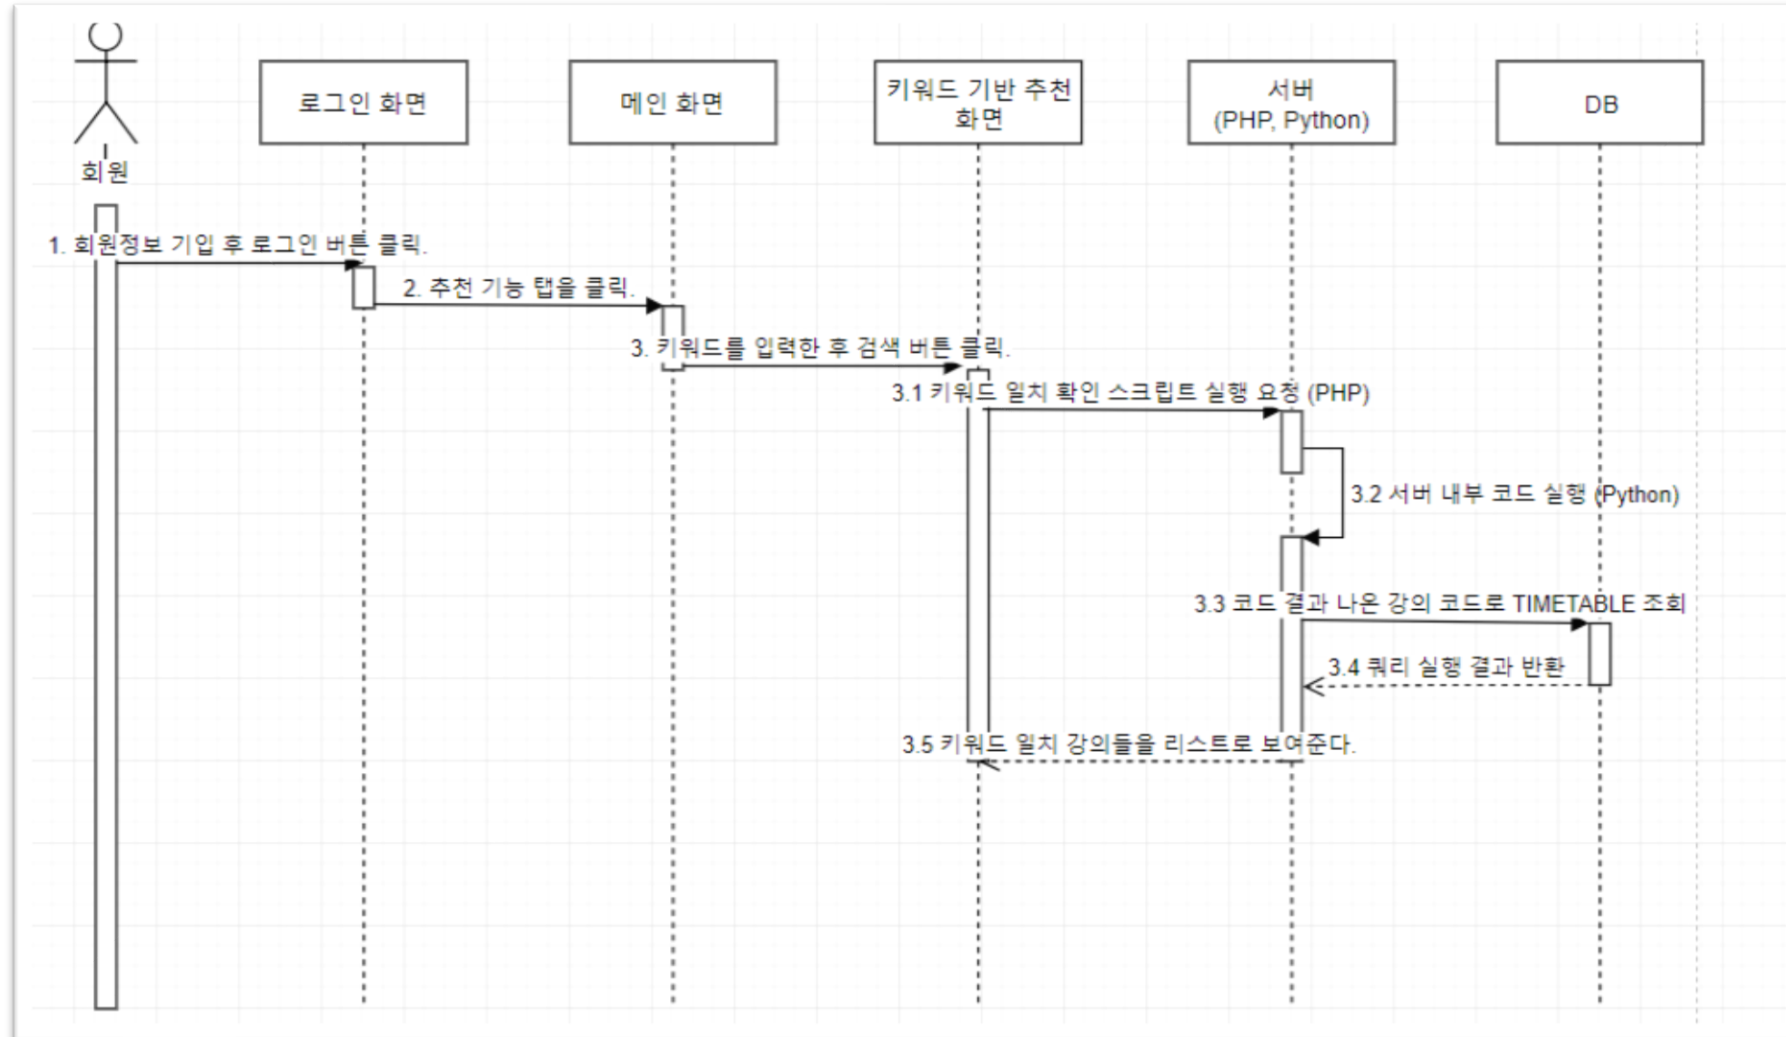 로그인 화면
메인 화면
키워드 기반 추천
화면
서버
(PHP, Python)
DB
회원
1. 회원정보 기입 후 로그인 버튼 클릭.
2. 추천 기능 탭을 클릭.
3. 키워드를 입력한 후 검색 버튼 클릭.
3.1 키워드 일치 확인 스크립트 실행 요청 (PHP)
3.2 서버 내부 코드 실행 (Python)
3.3 코드 결과 나온 강의 코드로 TIMETABLE 조회
3.4 쿼리 실행 결과 반환
3.5 키워드 일치 강의들을 리스트로 보여준다.